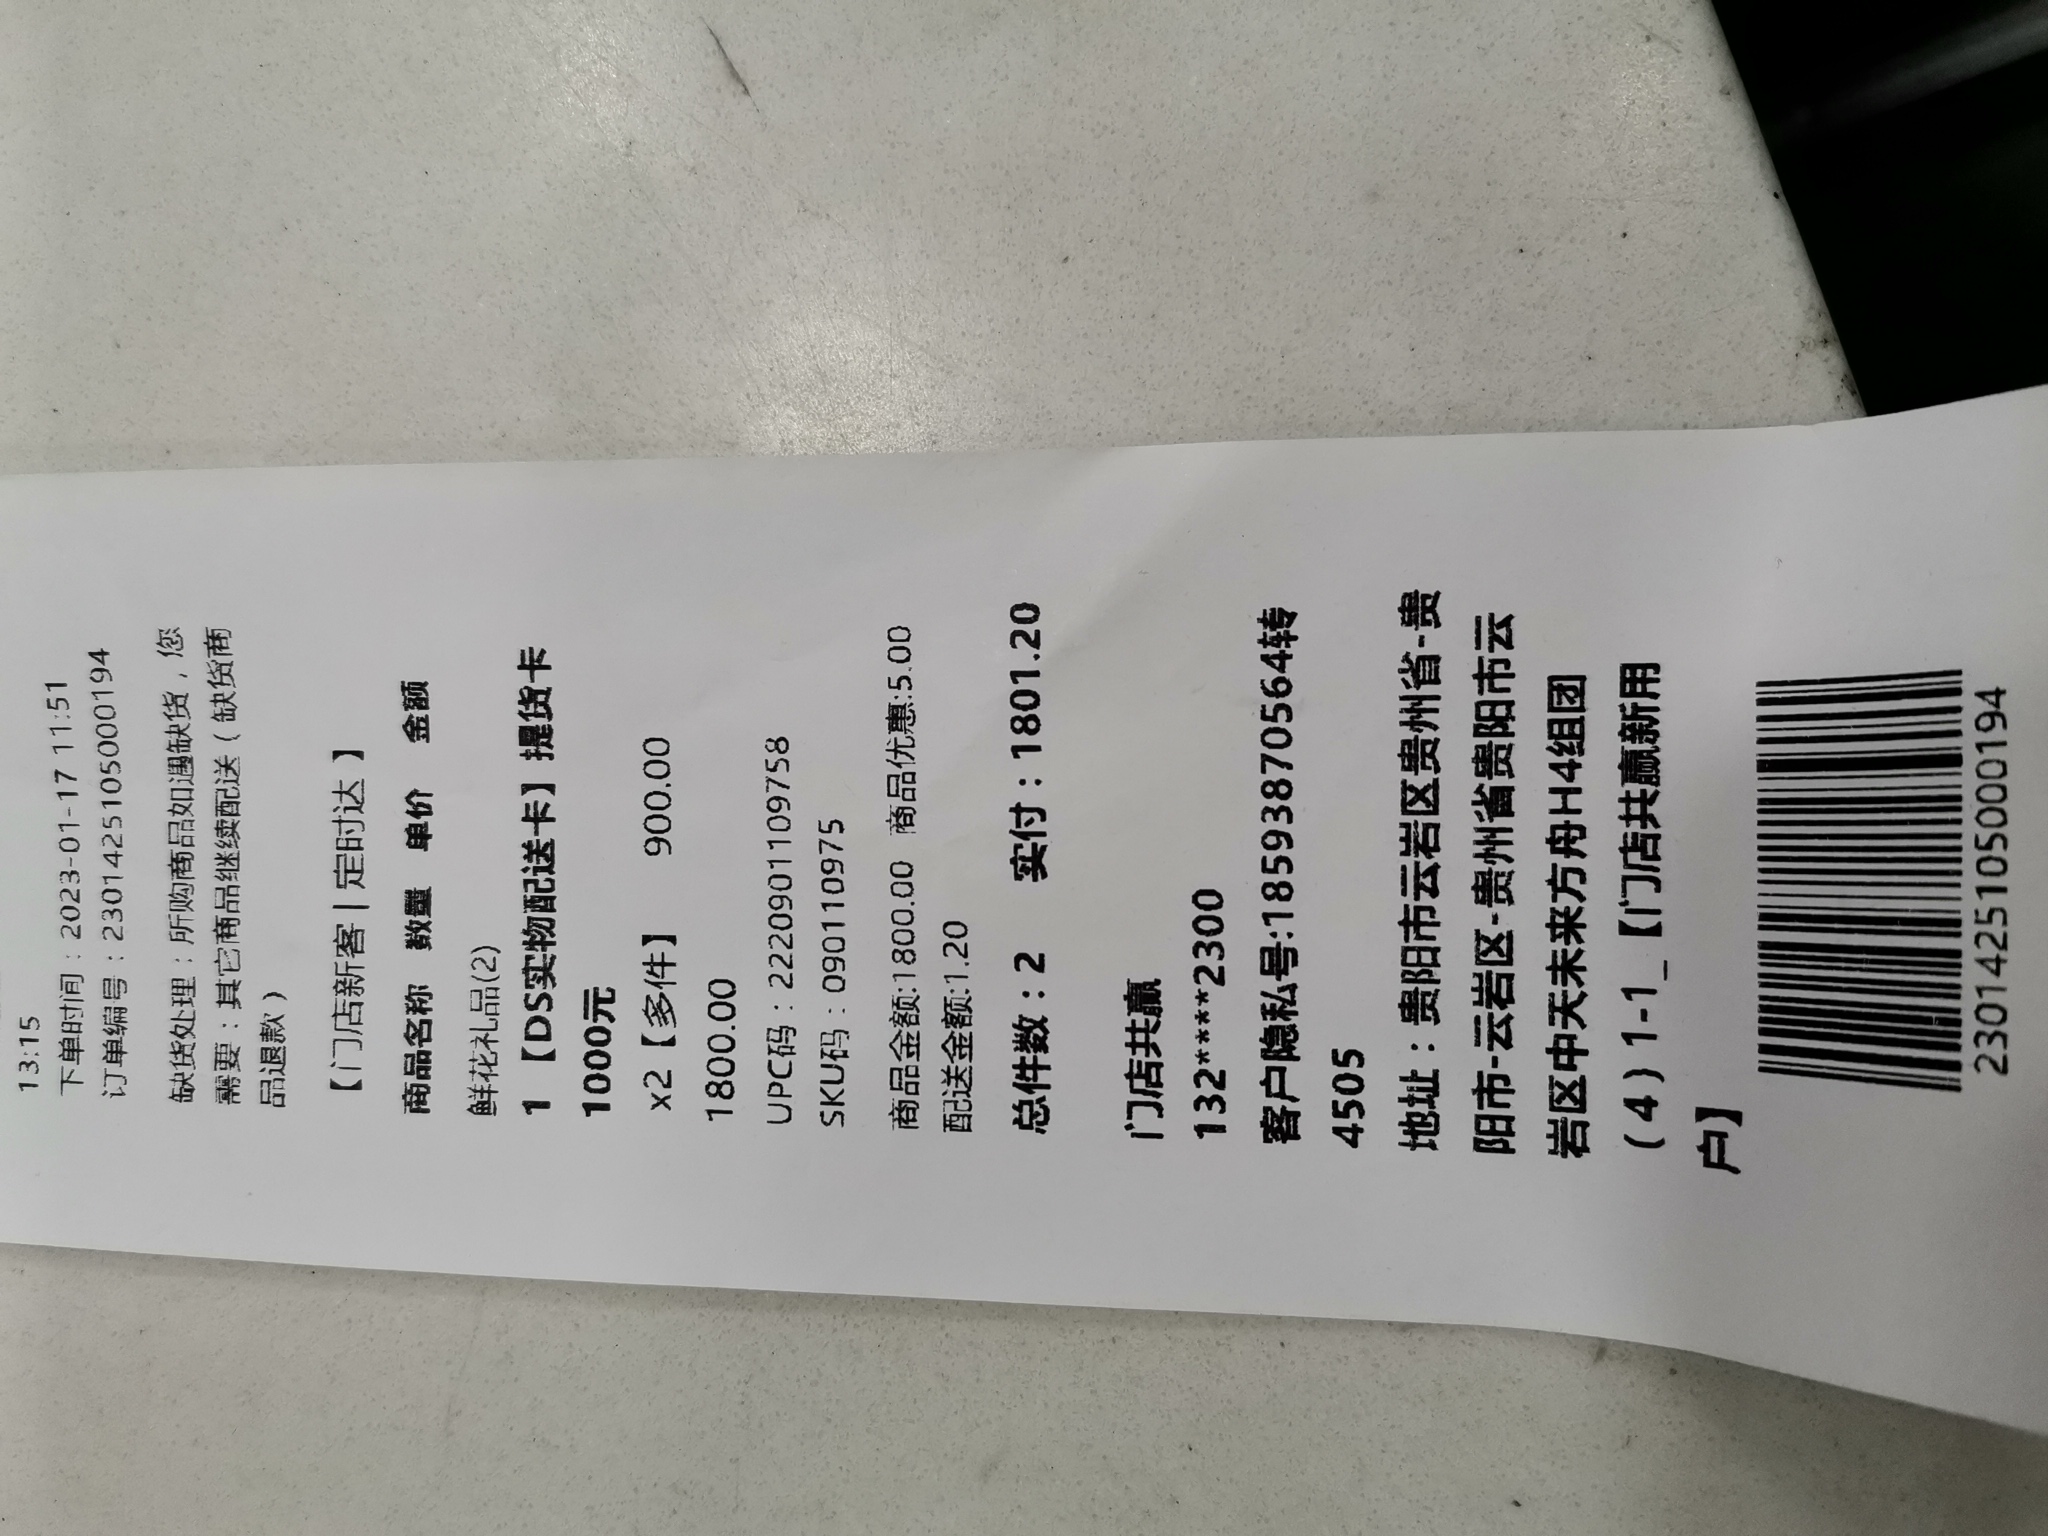 13:15
下单时间：2023-01-17 11:51
订单编号：2301425105000194
缺货处理：所购商品如遇缺货，您
需要：其它商品继续配送（缺货商
品退款）
【门店新客|定时达】
商品名称 数量 单价 金额
鲜花礼品(2)
1 【DS实物配送卡】提货卡
1000元
x2【多件】 900.00
1800.00
UPC码：2220901109758
SKU码：090110975
商品金额:1800.00 商品优惠:5.00
配送金额:1.20
总件数：2 实付：1801.20
门店共赢
132****2300
客户隐私号:18593870564转
4505
地址：贵阳市云岩区贵州省-贵
阳市-云岩区-贵州省贵阳市云
岩区中天未来方舟H4组团
（4）1-1_【门店共赢新用
户】
2301425105000194